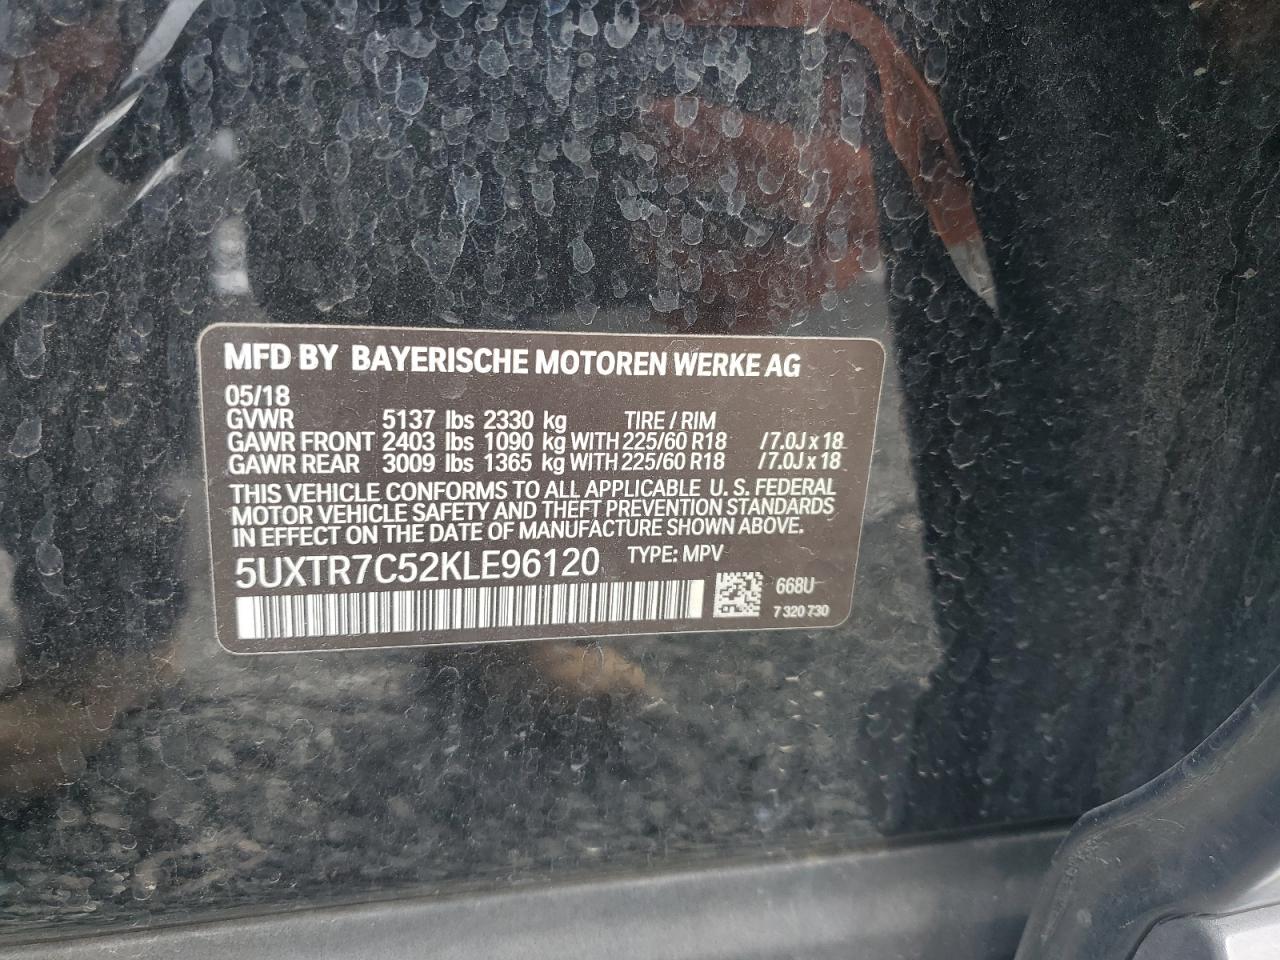 MFD BY BAYERISCHE MOTOREN WERKE AG
05/18
GVWR 5137 lbs 2330 kg TIRE / RIM
GAWR FRONT 2403 lbs 1090 kg WITH 225/60 R18 /7.0J x 18
GAWR REAR 3009 lbs 1365 kg WITH 225/60 R18 /7.0J x 18
THIS VEHICLE CONFORMS TO ALL APPLICABLE U. S. FEDERAL
MOTOR VEHICLE SAFETY AND THEFT PREVENTION STANDARDS
IN EFFECT ON THE DATE OF MANUFACTURE SHOWN ABOVE.
5UXTR7C52KLE96120 TYPE: MPV
668U
7 320 730